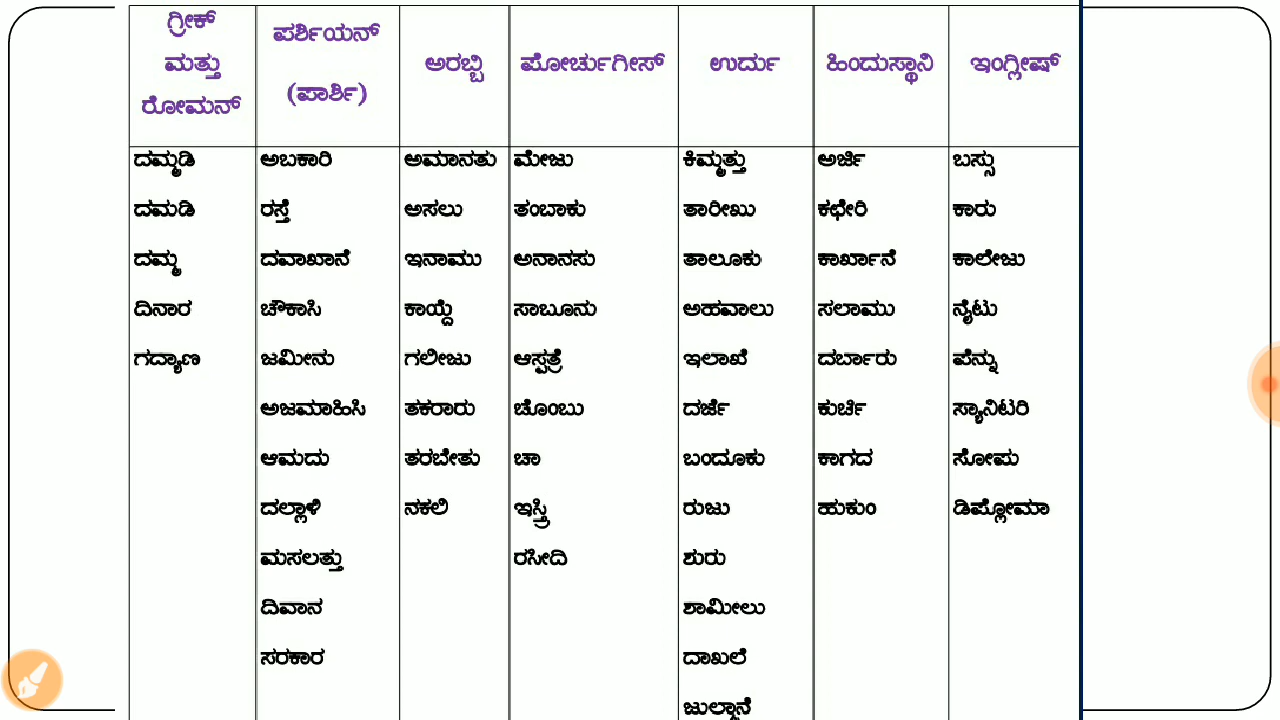 ಗ್ರೀಕ್ ಮತ್ತು ರೋಮನ್ ಪರ್ಶಿಯನ್ (ಪಾರ್ಶಿ) ಅರಬ್ಬಿ ಪೋರ್ಚುಗೀಸ್ ಉರ್ದು ಹಿಂದುಸ್ಥಾನಿ ಇಂಗ್ಲೀಷ್
ದಮ್ಮಡಿ ಅಬಕಾರಿ ಅಮಾನತು ಮೇಜು ಕಿಮ್ಮತ್ತು ಅರ್ಜಿ ಬಸ್ಸು
ದಮಡಿ ರಸ್ತೆ ಅಸಲು ತಂಬಾಕು ತಾರೀಖು ಕಛೇರಿ ಕಾರು
ದಮ್ಮ ದವಾಖಾನೆ ಇನಾಮು ಅನಾನಸು ತಾಲೂಕು ಕಾರ್ಖಾನೆ ಕಾಲೇಜು
ದಿನಾರ ಚೌಕಾಸಿ ಕಾಯ್ದೆ ಸಾಬೂನು ಅಹವಾಲು ಸಲಾಮು ನೈಟು
ಗದ್ಯಾಣ ಜಮೀನು ಗಲೀಜು ಆಸ್ಪತ್ರೆ ಇಲಾಖೆ ದರ್ಬಾರು ಪೆನ್ನು
ಅಜಮಾಹಿಸಿ ತಕರಾರು ಚೊಂಬು ದರ್ಜೆ ಕುರ್ಚಿ ಸ್ಯಾನಿಟರಿ
ಆಮದು ತರಬೇತು ಚಾ ಬಂದೂಕು ಕಾಗದ ಸೋಪು
ದಲ್ಲಾಳಿ ನಕಲಿ ಇಸ್ತ್ರಿ ರುಜು ಹುಕುಂ ಡಿಪ್ಲೋಮಾ
ಮಸಲತ್ತು ರಸೀದಿ ಶುರು
ದಿವಾನ ಶಾಮೀಲು
ಸರಕಾರ ದಾಖಲೆ
ಜುಲ್ಮಾನೆ